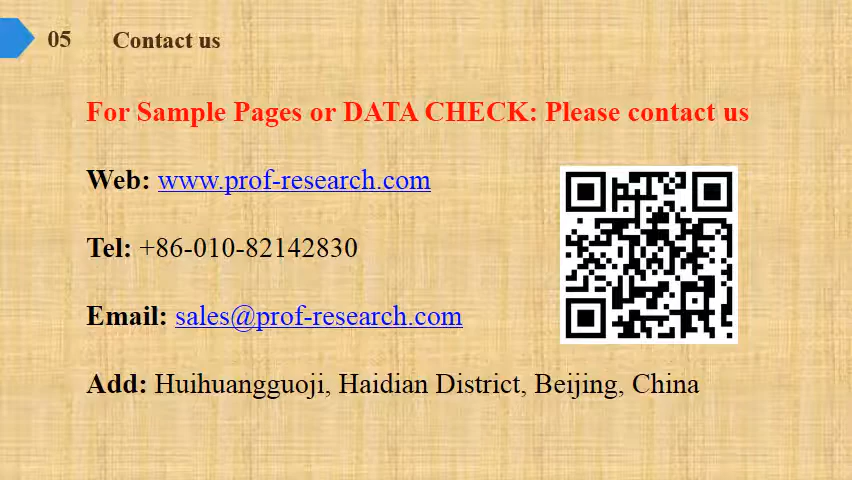 05 Contact us
For Sample Pages or DATA CHECK: Please contact us
Web: www.prof-research.com
Tel: +86-010-82142830
Email: sales@prof-research.com
Add: Huihuangguoji, Haidian District, Beijing, China